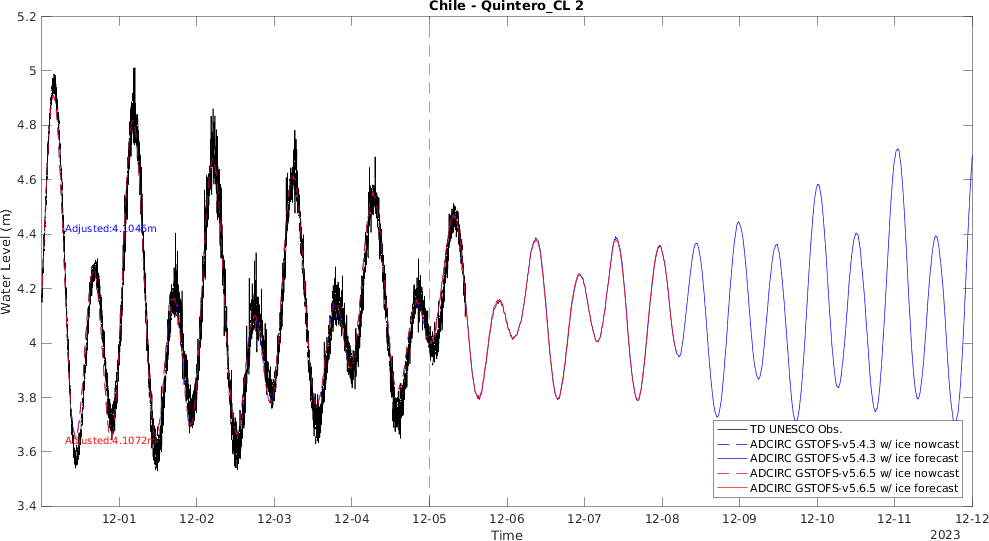 Chile - Quintero_CL 2
5.2
5
4.8
4.6
4.4
4.2
4
3.8
3.6
3.4
Water Level (m)
Adjusted:4.1045m
Adjusted:4.1072m
12-01
12-02
12-03
12-04
12-05
12-06
12-07
12-08
12-09
12-10
12-11
12-12
2023
Time
TD UNESCO Obs.
ADCIRC GSTOFS-v5.4.3 w/ ice nowcast
ADCIRC GSTOFS-v5.4.3 w/ ice forecast
ADCIRC GSTOFS-v5.6.5 w/ ice nowcast
ADCIRC GSTOFS-v5.6.5 w/ ice forecast